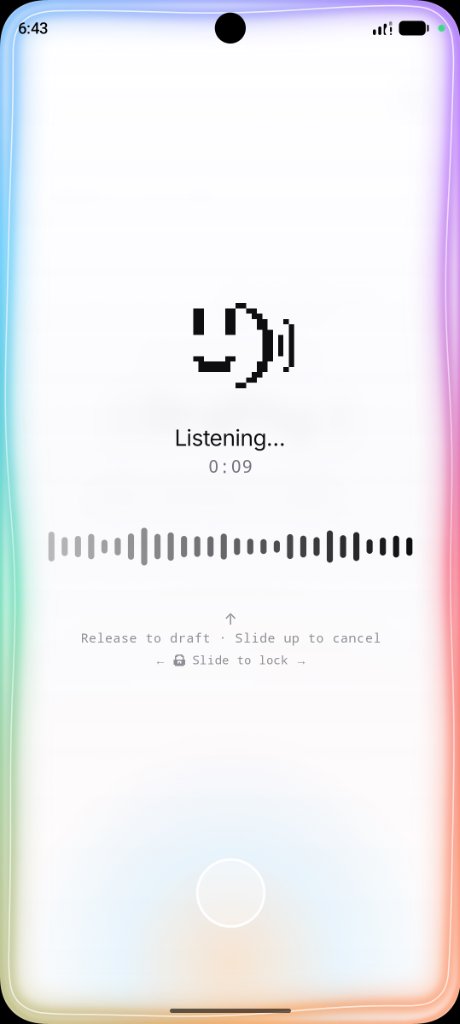 6:43
Listening...
0:09
↑
Release to draft · Slide up to cancel
← 🔒 Slide to lock →